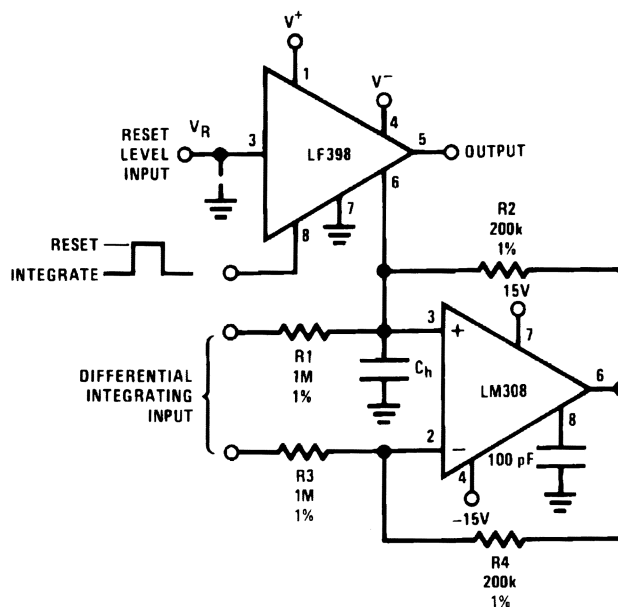 V+
1
V−
4
RESET
LEVEL
INPUT
VR
3
LF398
5
OUTPUT
6
7
8
RESET
INTEGRATE
R2
200k
1%
15V
7
3
+
R1
1M
1%
Ch
LM308
6
DIFFERENTIAL
INTEGRATING
INPUT
2
−
8
100 pF
4
R3
1M
1%
−15V
R4
200k
1%